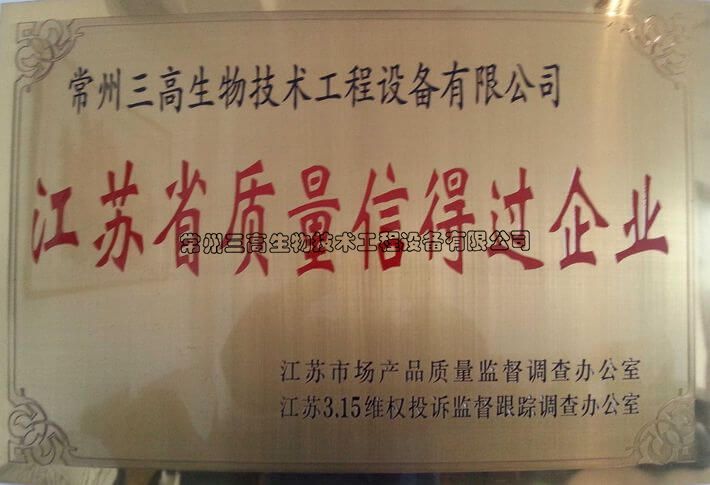 常州三高生物技术工程设备有限公司
江苏省质量信得过企业
常州三高生物技术工程设备有限公司
江苏市场产品质量监督调查办公室
江苏3.15维权投诉监督跟踪调查办公室